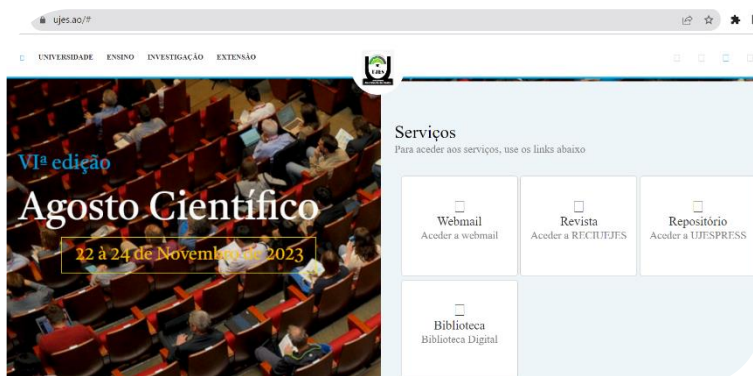 ujes.ao/#
UNIVERSIDADE ENSINO INVESTIGAÇÃO EXTENSÃO
UJES
VIª edição
Agosto Científico
22 à 24 de Novembro de 2023
Serviços
Para aceder aos serviços, use os links abaixo
Webmail
Aceder a webmail
Revista
Aceder a RECIUEJES
Repositório
Aceder a UJESPRESS
Biblioteca
Biblioteca Digital